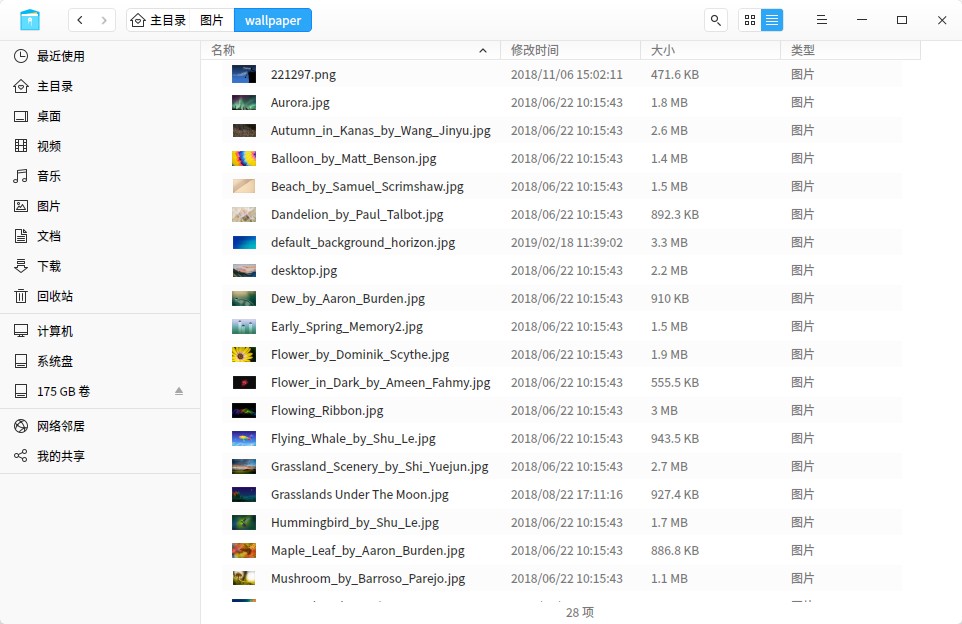 主目录 图片 wallpaper
最近使用
主目录
桌面
视频
音乐
图片
文档
下载
回收站
计算机
系统盘
175 GB 卷
网络邻居
我的共享
名称 修改时间 大小 类型
221297.png 2018/11/06 15:02:11 471.6 KB 图片
Aurora.jpg 2018/06/22 10:15:43 1.8 MB 图片
Autumn_in_Kanas_by_Wang_Jinyu.jpg 2018/06/22 10:15:43 2.6 MB 图片
Balloon_by_Matt_Benson.jpg 2018/06/22 10:15:43 1.4 MB 图片
Beach_by_Samuel_Scrimshaw.jpg 2018/06/22 10:15:43 1.5 MB 图片
Dandelion_by_Paul_Talbot.jpg 2018/06/22 10:15:43 892.3 KB 图片
default_background_horizon.jpg 2019/02/18 11:39:02 3.3 MB 图片
desktop.jpg 2018/06/22 10:15:43 2.2 MB 图片
Dew_by_Aaron_Burden.jpg 2018/06/22 10:15:43 910 KB 图片
Early_Spring_Memory2.jpg 2018/06/22 10:15:43 1.5 MB 图片
Flower_by_Dominik_Scythe.jpg 2018/06/22 10:15:43 1.9 MB 图片
Flower_in_Dark_by_Ameen_Fahmy.jpg 2018/06/22 10:15:43 555.5 KB 图片
Flowing_Ribbon.jpg 2018/06/22 10:15:43 3 MB 图片
Flying_Whale_by_Shu_Le.jpg 2018/06/22 10:15:43 943.5 KB 图片
Grassland_Scenery_by_Shi_Yuejun.jpg 2018/06/22 10:15:43 2.7 MB 图片
Grasslands Under The Moon.jpg 2018/08/22 17:11:16 927.4 KB 图片
Hummingbird_by_Shu_Le.jpg 2018/06/22 10:15:43 1.7 MB 图片
Maple_Leaf_by_Aaron_Burden.jpg 2018/06/22 10:15:43 886.8 KB 图片
Mushroom_by_Barroso_Parejo.jpg 2018/06/22 10:15:43 1.1 MB 图片
28 项